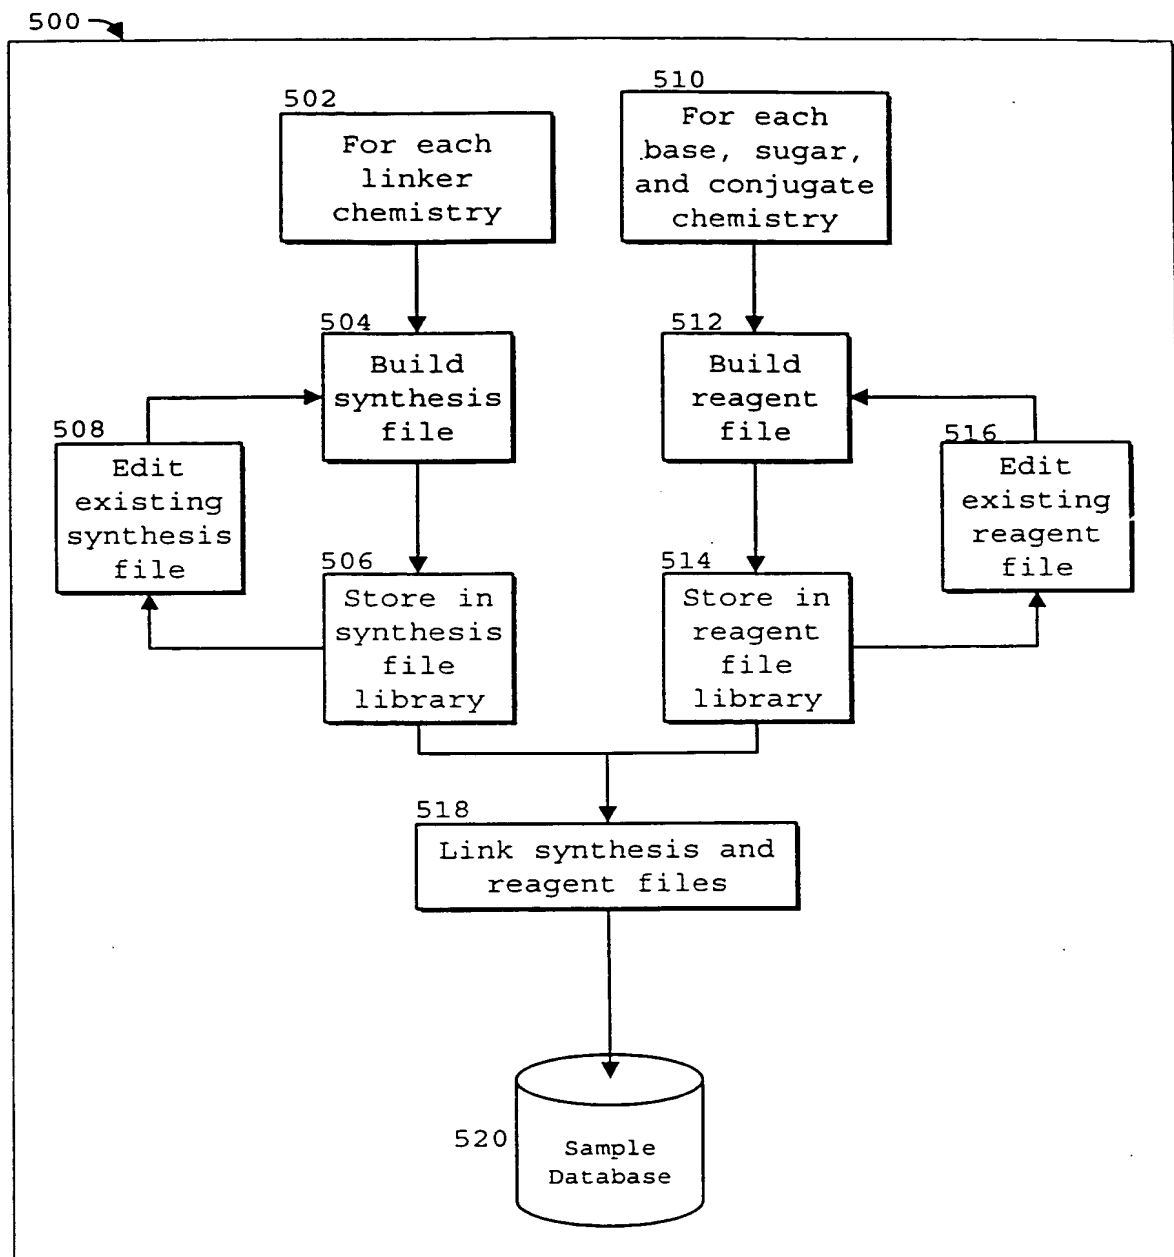 500
502
For each
linker
chemistry
510
For each
base, sugar,
and conjugate
chemistry
504
Build
synthesis
file
512
Build
reagent
file
508
Edit
existing
synthesis
file
516
Edit
existing
reagent
file
506
Store in
synthesis
file
library
514
Store in
reagent
file
library
518
Link synthesis and
reagent files
520
Sample
Database